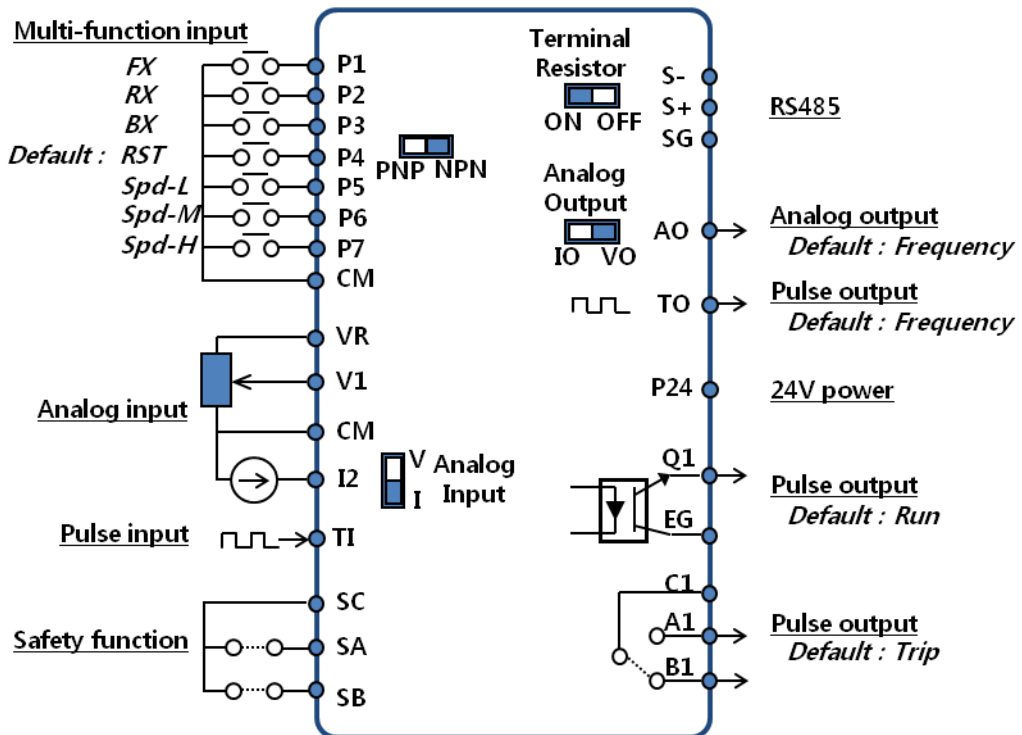 Multi-function input
FX
RX
BX
Default : RST
Spd-L
Spd-M
Spd-H
P1
P2
P3
P4
P5
P6
P7
CM
PNP NPN
VR
V1
CM
I2
Analog input
V
I
Analog
Input
Pulse input
TI
Safety function
SC
SA
SB
Terminal
Resistor
ON OFF
S-
S+
SG
RS485
Analog
Output
IO VO
AO
Analog output
Default : Frequency
TO
Pulse output
Default : Frequency
P24
24V power
Q1
EG
Pulse output
Default : Run
C1
A1
B1
Pulse output
Default : Trip